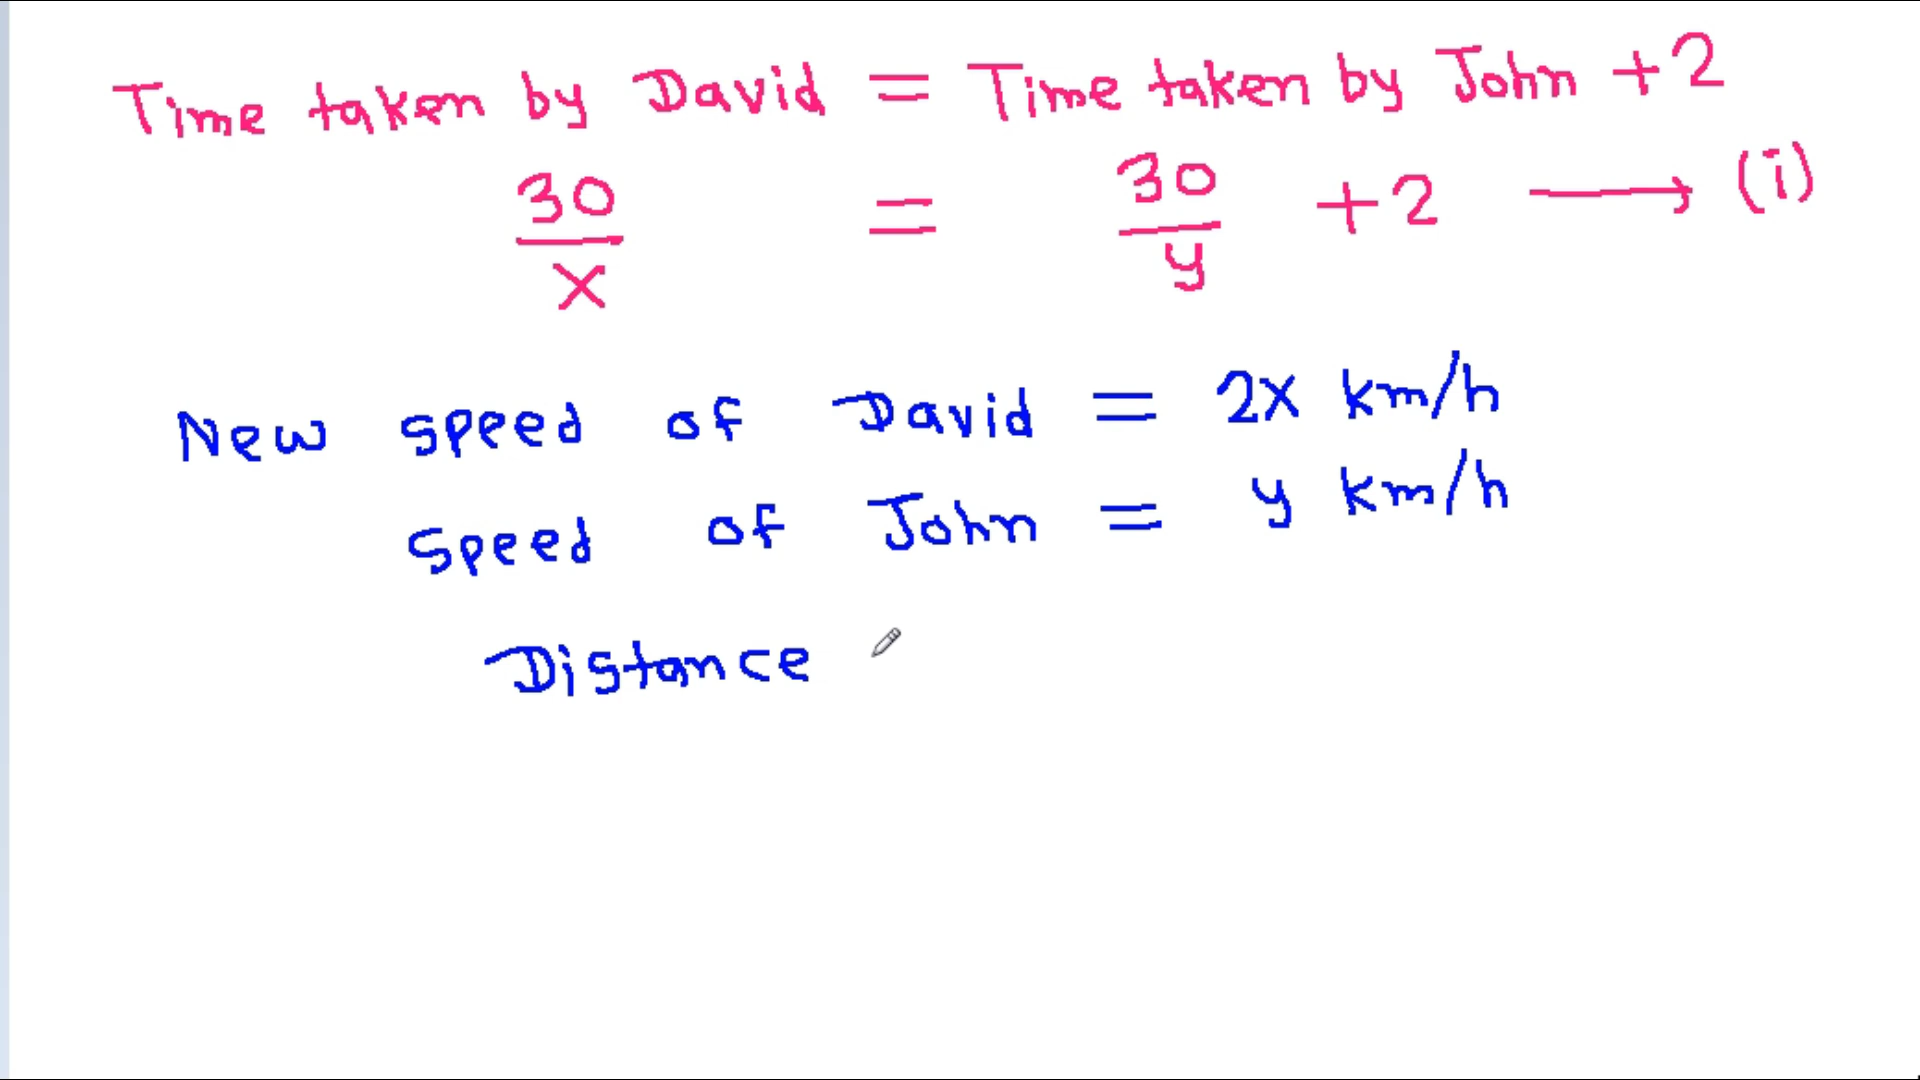 Time taken by David = Time taken by John + 2
30/x = 30/y + 2 ⟶ (i)
New speed of David = 2x km/h
Speed of John = y km/h
Distance